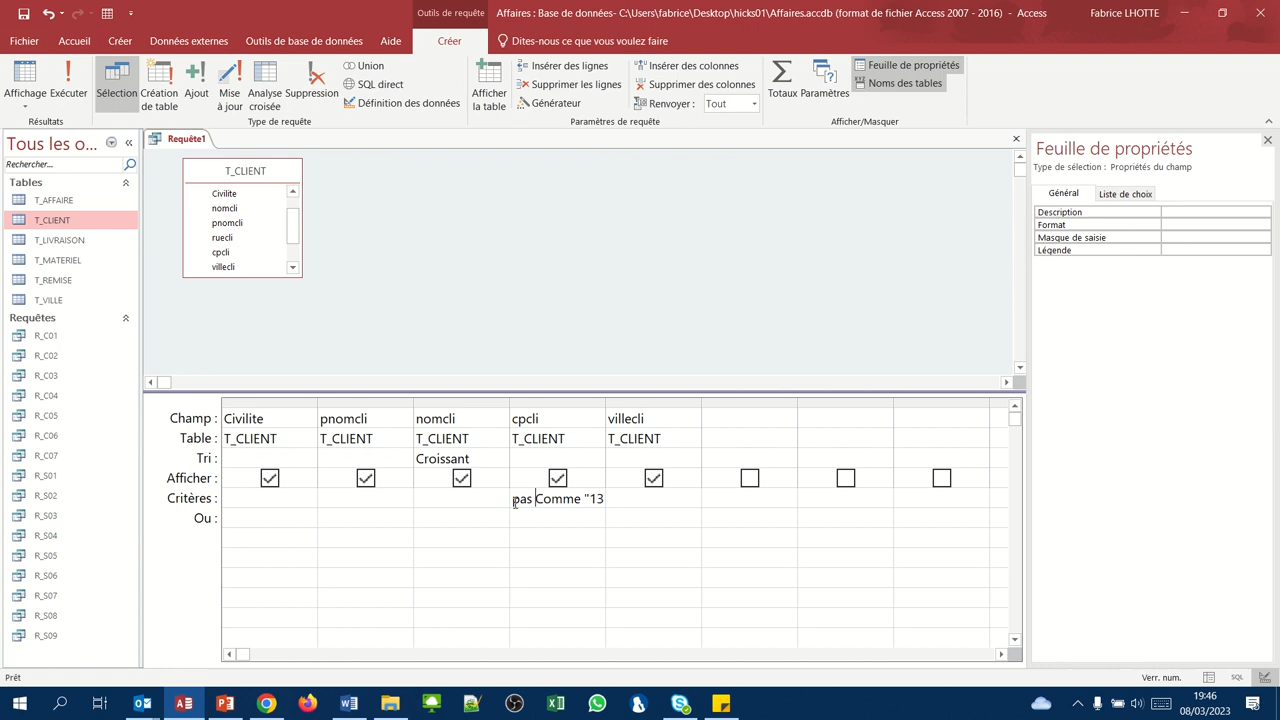 Outils de requête
Affaires : Base de données- C:\Users\fabrice\Desktop\hicks01\Affaires.accdb (format de fichier Access 2007 - 2016) - Access
Fabrice LHOTTE
Fichier
Accueil
Créer
Données externes
Outils de base de données
Aide
Créer
Dites-nous ce que vous voulez faire
Affichage
Exécuter
Résultats
Sélection
Création de table
Ajout
Mise à jour
Analyse croisée
Suppression
Union
SQL direct
Définition des données
Type de requête
Afficher la table
Insérer des lignes
Supprimer les lignes
Générateur
Insérer des colonnes
Supprimer des colonnes
Renvoyer : Tout
Paramètres de requête
Totaux
Paramètres
Feuille de propriétés
Noms des tables
Afficher/Masquer
Tous les o...
Rechercher...
Tables
T_AFFAIRE
T_CLIENT
T_LIVRAISON
T_MATERIEL
T_REMISE
T_VILLE
Requêtes
R_C01
R_C02
R_C03
R_C04
R_C05
R_C06
R_C07
R_S01
R_S02
R_S03
R_S04
R_S05
R_S06
R_S07
R_S08
R_S09
Requête1
T_CLIENT
Civilite
nomcli
pnomcli
ruecli
cpcli
villecli
Champ : Civilite pnomcli nomcli cpcli villecli
Table : T_CLIENT T_CLIENT T_CLIENT T_CLIENT T_CLIENT
Tri : Croissant
Afficher :
Critères : pas Comme "13
Ou :
Feuille de propriétés
Type de sélection : Propriétés du champ
Général
Liste de choix
Description
Format
Masque de saisie
Légende
Prêt
Verr. num.
SQL
19:46
08/03/2023